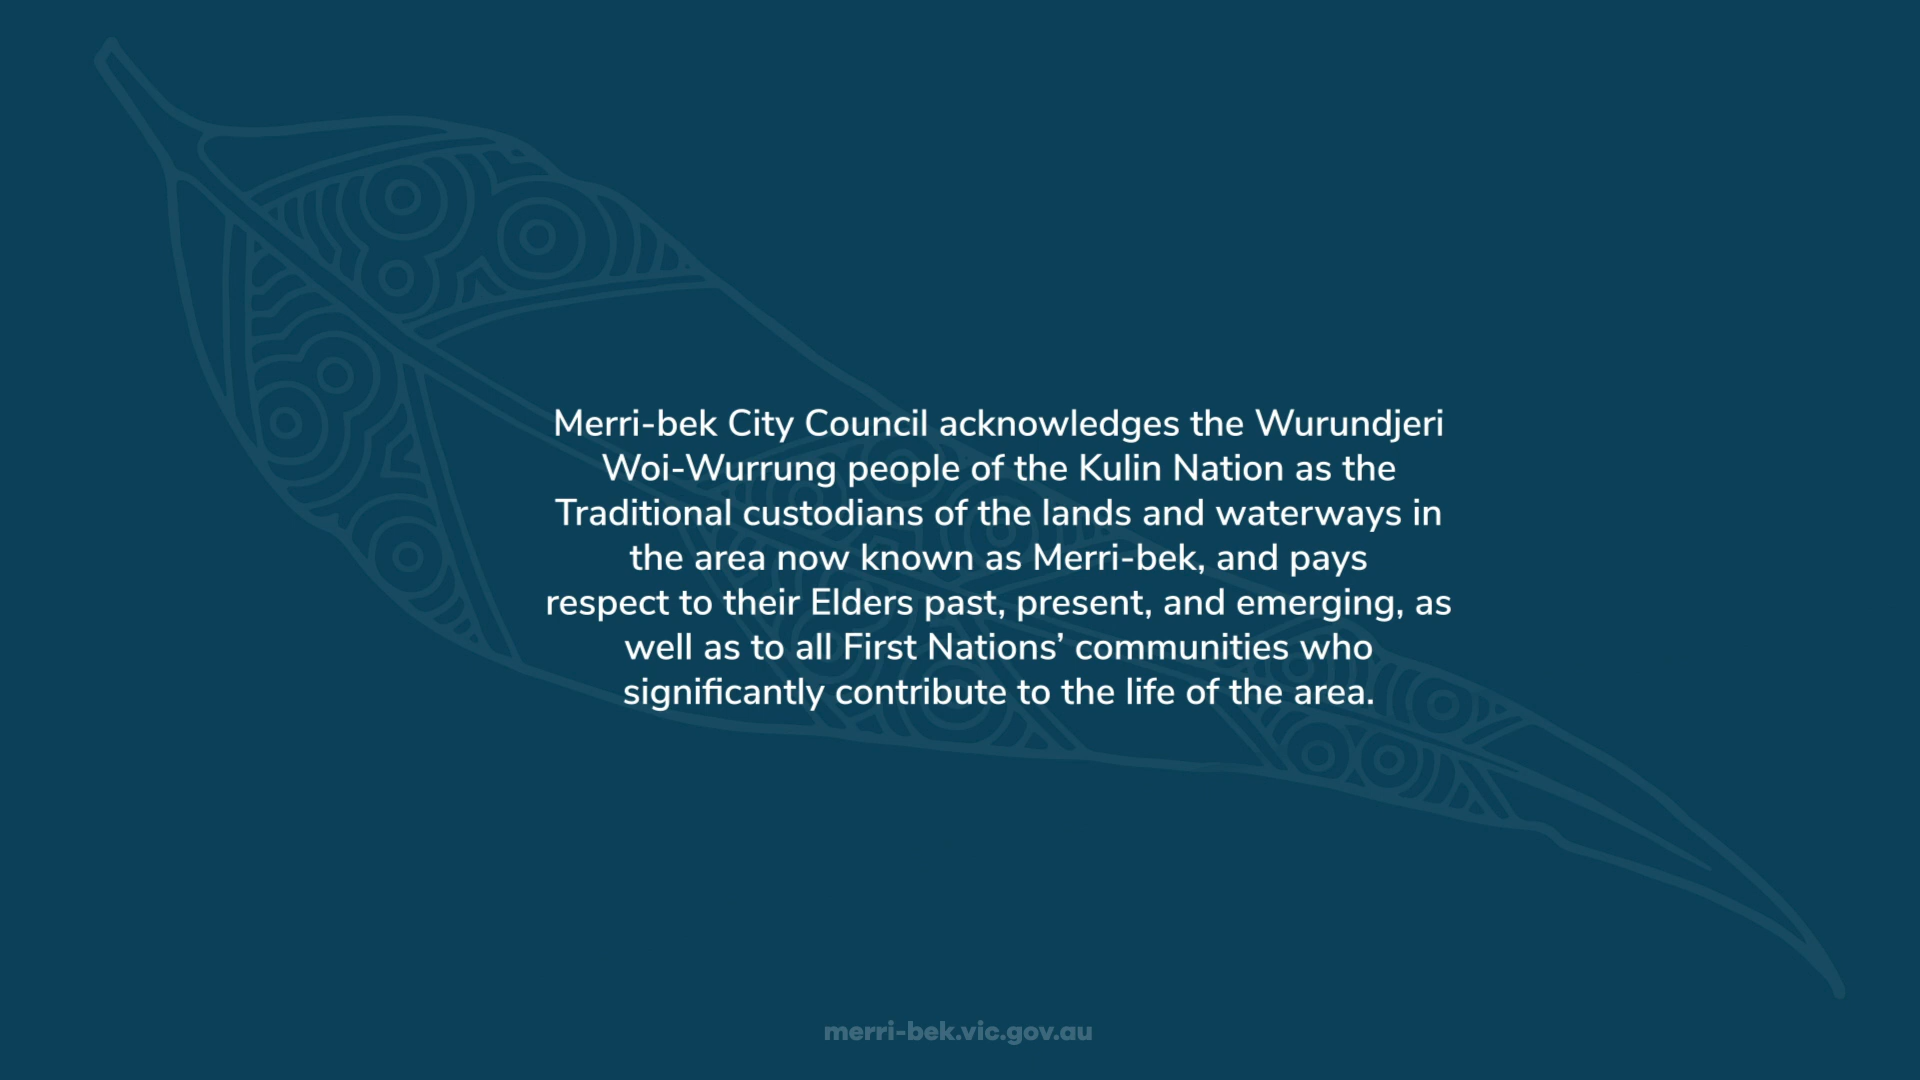 Merri-bek City Council acknowledges the Wurundjeri
Woi-Wurrung people of the Kulin Nation as the
Traditional custodians of the lands and waterways in
the area now known as Merri-bek, and pays
respect to their Elders past, present, and emerging, as
well as to all First Nations’ communities who
significantly contribute to the life of the area.
merri-bek.vic.gov.au